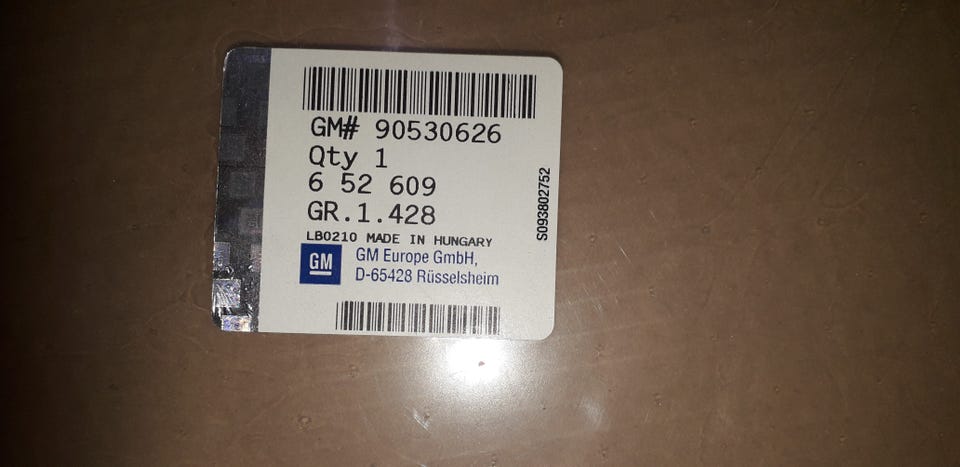 GM# 90530626
Qty 1
6 52 609
GR.1.428
LB0210 MADE IN HUNGARY
GM
GM Europe GmbH,
D-65428 Rüsselsheim
S093802752